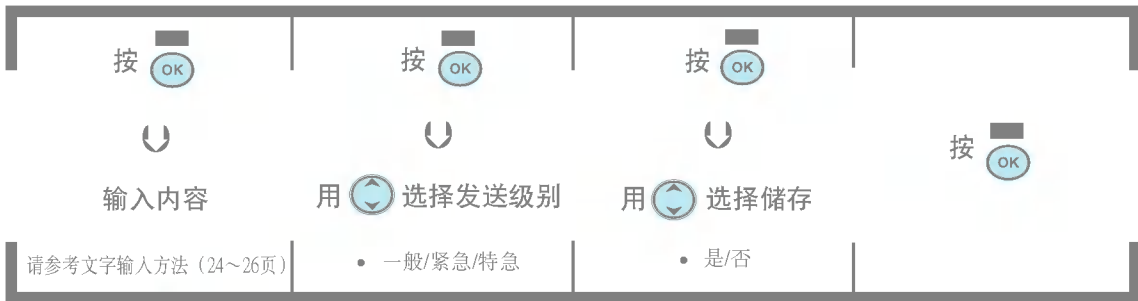 按 OK
输入内容
请参考文字输入方法（24～26页）
按 OK
用 选择发送级别
• 一般/紧急/特急
按 OK
用 选择储存
• 是/否
按 OK